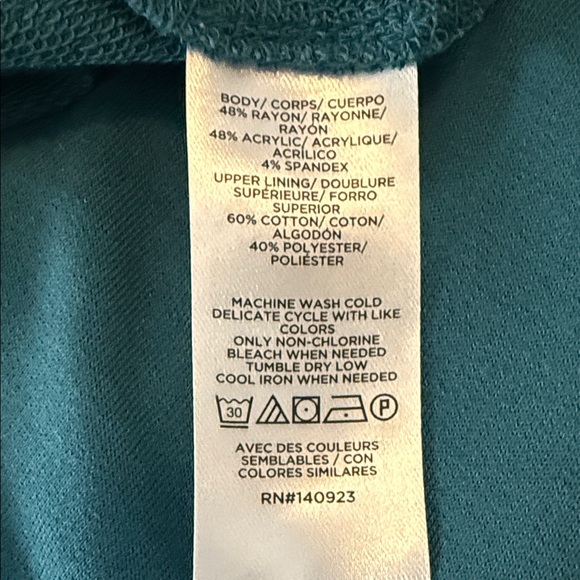 BODY/ CORPS/ CUERPO
48% RAYON/ RAYONNE/
RAYÓN
48% ACRYLIC/ ACRYLIQUE/
ACRÍLICO
4% SPANDEX
UPPER LINING/ DOUBLURE
SUPÉRIEURE/ FORRO
SUPERIOR
60% COTTON/ COTON/
ALGODÓN
40% POLYESTER/
POLIÉSTER
MACHINE WASH COLD
DELICATE CYCLE WITH LIKE
COLORS
ONLY NON-CHLORINE
BLEACH WHEN NEEDED
TUMBLE DRY LOW
COOL IRON WHEN NEEDED
30 P
AVEC DES COULEURS
SEMBLABLES / CON
COLORES SIMILARES
RN#140923